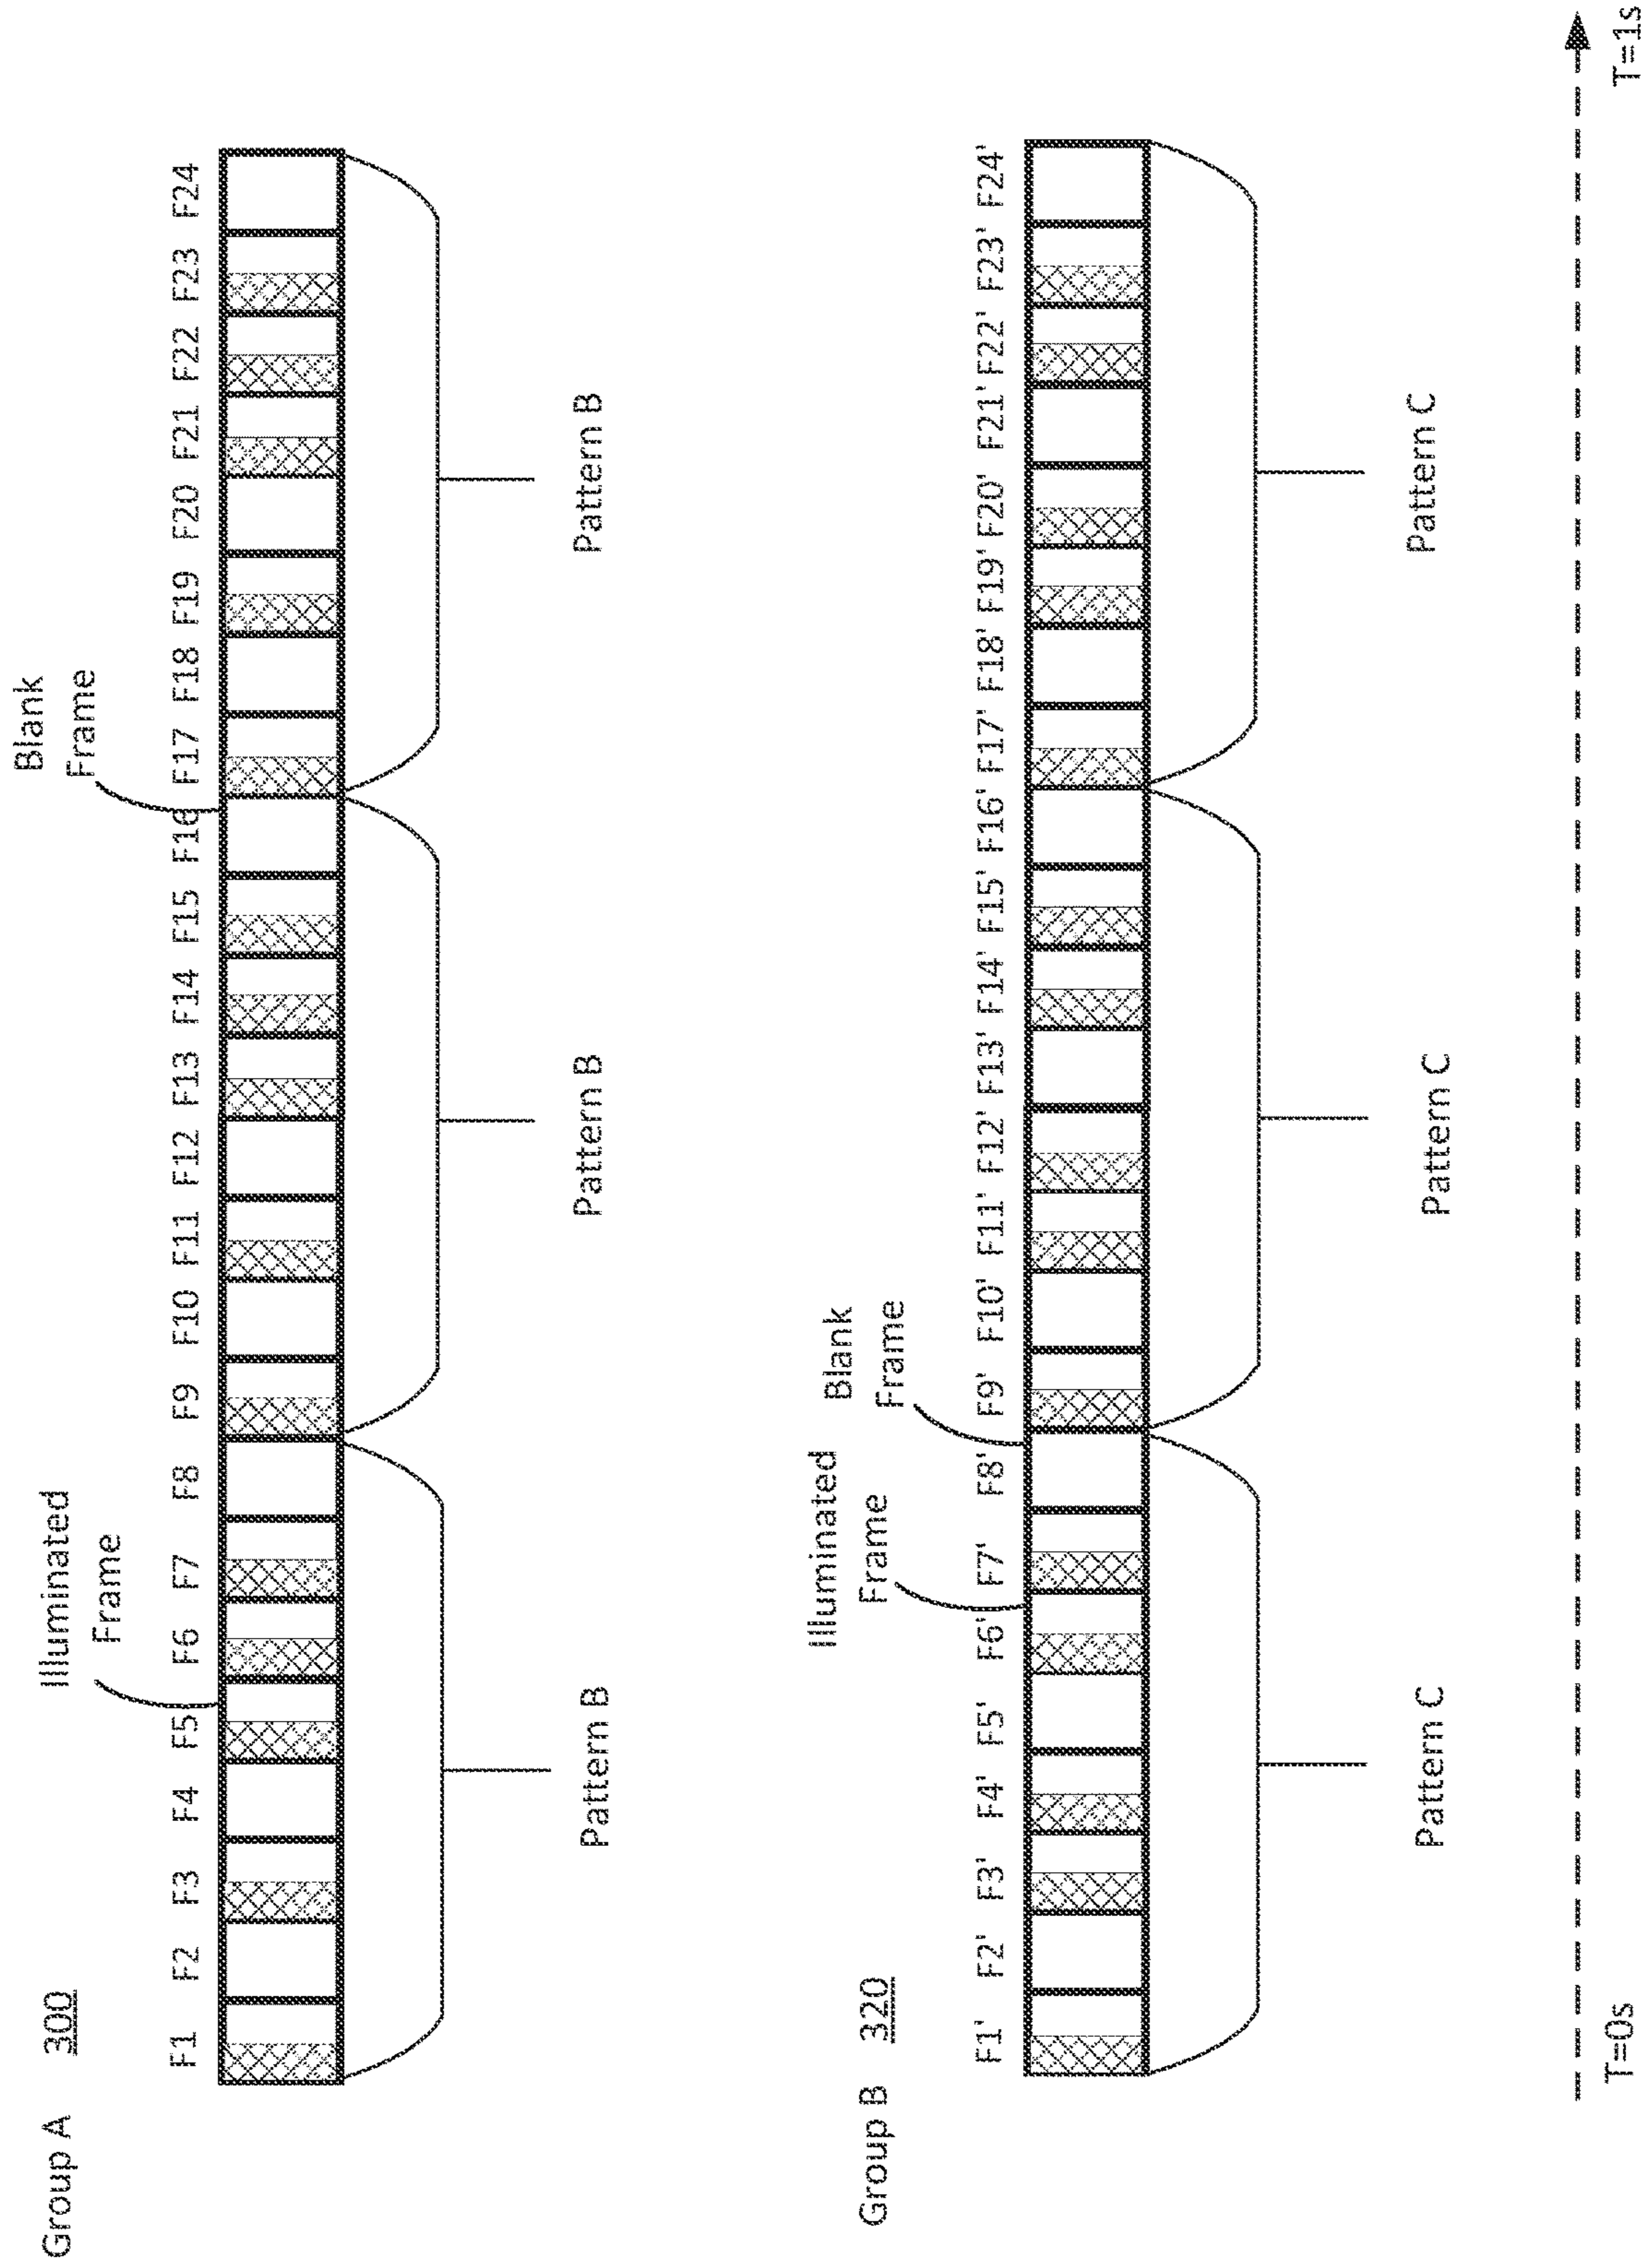 Group A 300
Illuminated
Frame
Blank
Frame
F1 F2 F3 F4 F5 F6 F7 F8 F9 F10 F11 F12 F13 F14 F15 F16 F17 F18 F19 F20 F21 F22 F23 F24
Pattern B Pattern B Pattern B
Group B 320
Illuminated
Frame
Blank
Frame
F1' F2' F3' F4' F5' F6' F7' F8' F9' F10' F11' F12' F13' F14' F15' F16' F17' F18' F19' F20' F21' F22' F23' F24'
Pattern C Pattern C Pattern C
T=0s T=1s